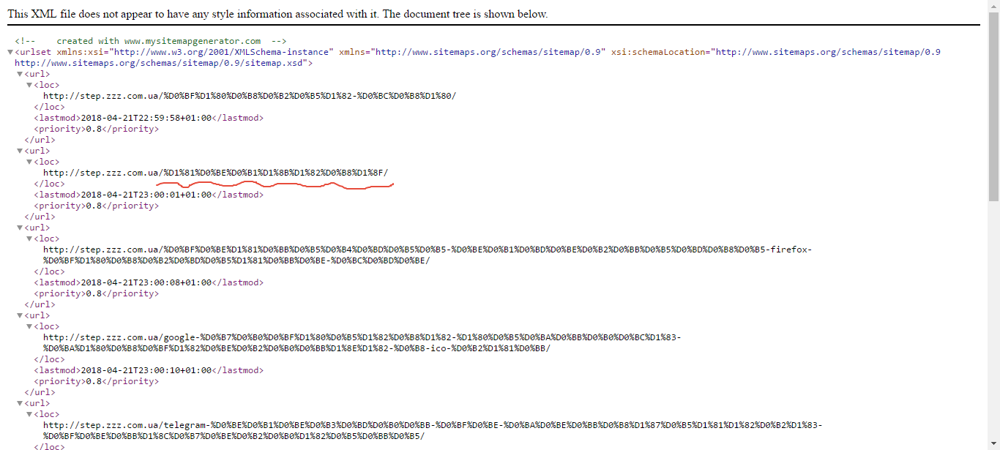 This XML file does not appear to have any style information associated with it. The document tree is shown below.
<!-- created with www.mysitemapgenerator.com -->
▼<urlset xmlns:xsi="http://www.w3.org/2001/XMLSchema-instance" xmlns="http://www.sitemaps.org/schemas/sitemap/0.9" xsi:schemaLocation="http://www.sitemaps.org/schemas/sitemap/0.9
http://www.sitemaps.org/schemas/sitemap/0.9/sitemap.xsd">
▼<url>
▼<loc>
http://step.zzz.com.ua/%D0%BF%D1%80%D0%B8%D0%B2%D0%B5%D1%82-%D0%BC%D0%B8%D1%80/
</loc>
<lastmod>2018-04-21T22:59:58+01:00</lastmod>
<priority>0.8</priority>
</url>
▼<url>
▼<loc>
http://step.zzz.com.ua/%D1%81%D0%BE%D0%B1%D1%8B%D1%82%D0%B8%D1%8F/
</loc>
<lastmod>2018-04-21T23:00:01+01:00</lastmod>
<priority>0.8</priority>
</url>
▼<url>
▼<loc>
http://step.zzz.com.ua/%D0%BF%D0%BE%D1%81%D0%BB%D0%B5%D0%B4%D0%BD%D0%B5%D0%B5-%D0%BE%D0%B1%D0%BD%D0%BE%D0%B2%D0%BB%D0%B5%D0%BD%D0%B8%D0%B5-firefox-
%D0%BF%D1%80%D0%B8%D0%B2%D0%BD%D0%B5%D1%81%D0%BB%D0%BE-%D0%BC%D0%BD%D0%BE/
</loc>
<lastmod>2018-04-21T23:00:08+01:00</lastmod>
<priority>0.8</priority>
</url>
▼<url>
▼<loc>
http://step.zzz.com.ua/google-%D0%B7%D0%B0%D0%BF%D1%80%D0%B5%D1%82%D0%B8%D1%82-%D1%80%D0%B5%D0%BA%D0%BB%D0%B0%D0%BC%D1%83-
%D0%BA%D1%80%D0%B8%D0%BF%D1%82%D0%BE%D0%B2%D0%B0%D0%BB%D1%8E%D1%82-%D0%B8-ico-%D0%B2%D1%81%D0%BB/
</loc>
<lastmod>2018-04-21T23:00:10+01:00</lastmod>
<priority>0.8</priority>
</url>
▼<url>
▼<loc>
http://step.zzz.com.ua/telegram-%D0%BE%D0%B1%D0%BE%D0%B3%D0%BD%D0%B0%D0%BB-%D0%BF%D0%BE-%D0%BA%D0%BE%D0%BB%D0%B8%D1%87%D0%B5%D1%81%D1%82%D0%B2%D1%83-
%D0%BF%D0%BE%D0%BB%D1%8C%D0%B7%D0%BE%D0%B2%D0%B0%D1%82%D0%B5%D0%BB%D0%B5/
</loc>